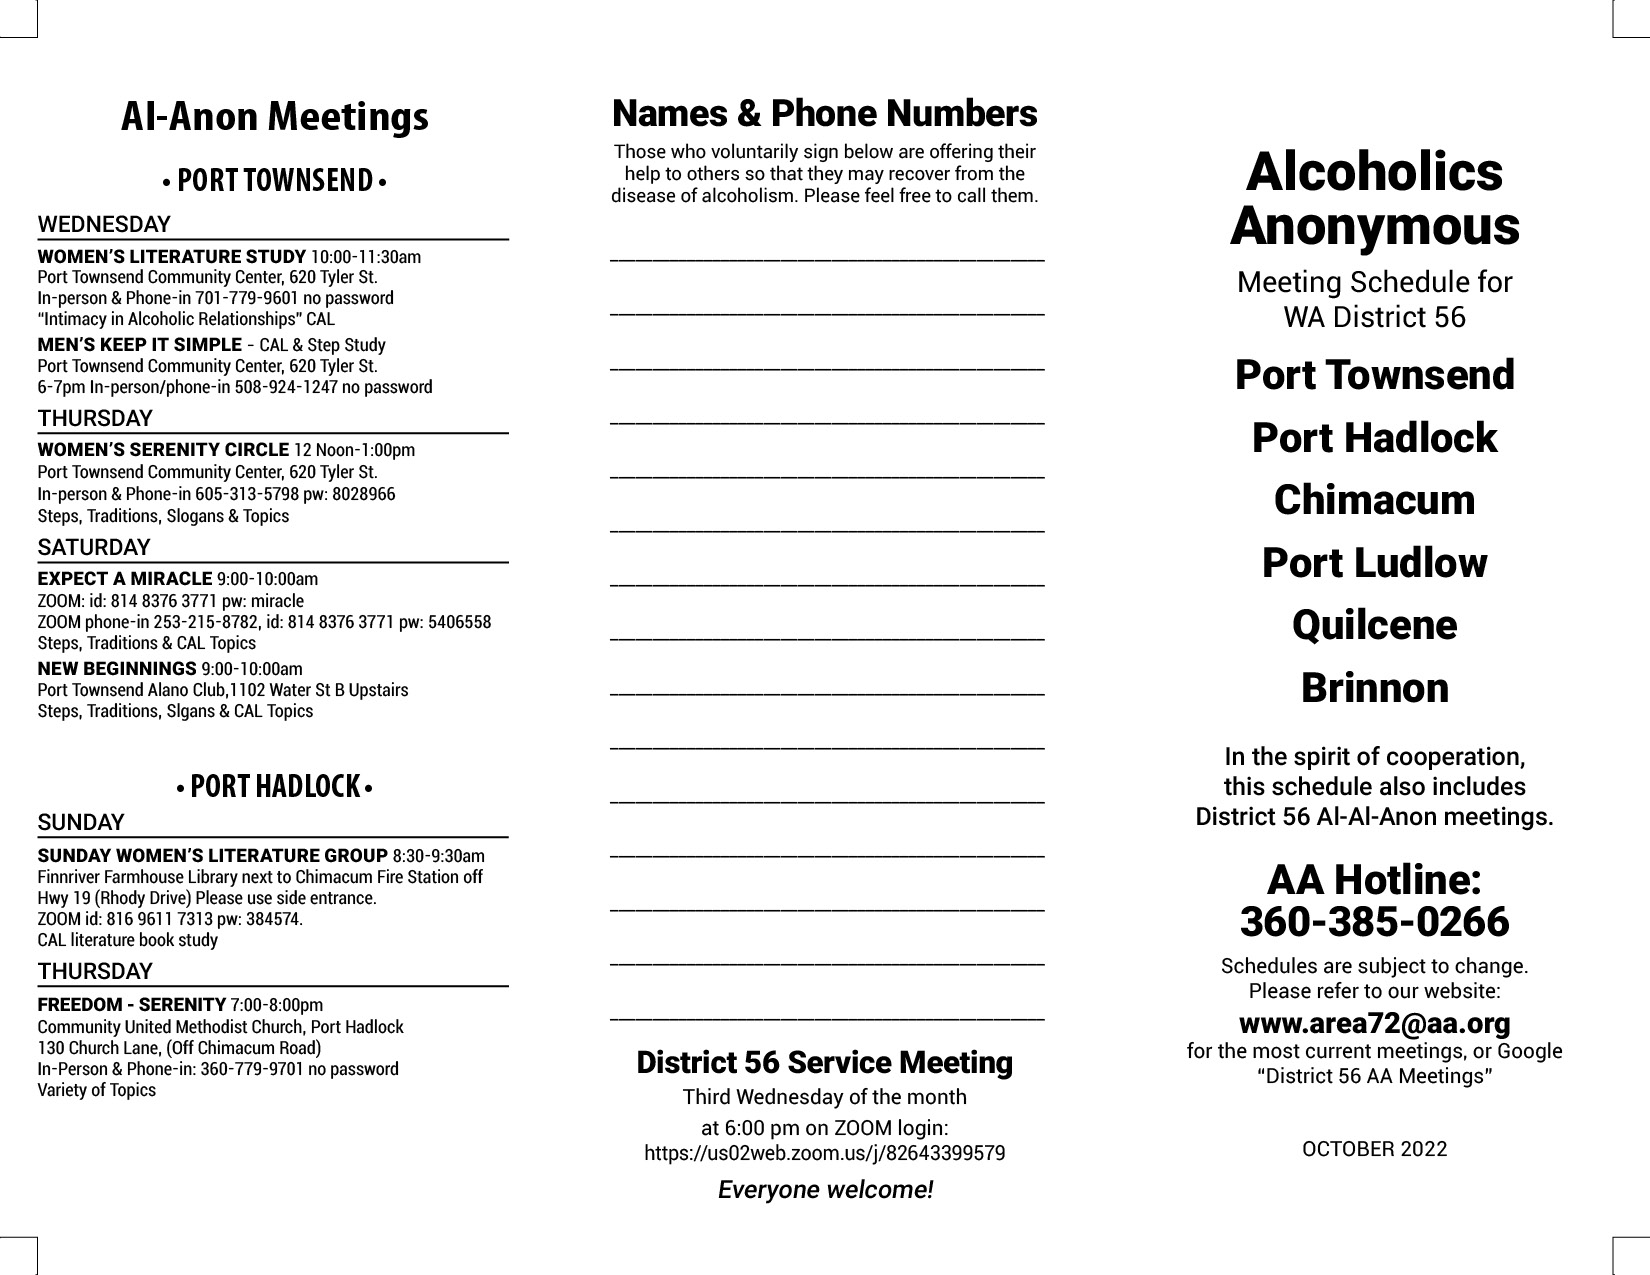 Al-Anon Meetings
• PORT TOWNSEND •
WEDNESDAY
WOMEN’S LITERATURE STUDY 10:00-11:30am
Port Townsend Community Center, 620 Tyler St.
In-person & Phone-in 701-779-9601 no password
“Intimacy in Alcoholic Relationships” CAL
MEN’S KEEP IT SIMPLE - CAL & Step Study
Port Townsend Community Center, 620 Tyler St.
6-7pm In-person/phone-in 508-924-1247 no password
THURSDAY
WOMEN’S SERENITY CIRCLE 12 Noon-1:00pm
Port Townsend Community Center, 620 Tyler St.
In-person & Phone-in 605-313-5798 pw: 8028966
Steps, Traditions, Slogans & Topics
SATURDAY
EXPECT A MIRACLE 9:00-10:00am
ZOOM: id: 814 8376 3771 pw: miracle
ZOOM phone-in 253-215-8782, id: 814 8376 3771 pw: 5406558
Steps, Traditions & CAL Topics
NEW BEGINNINGS 9:00-10:00am
Port Townsend Alano Club,1102 Water St B Upstairs
Steps, Traditions, Slgans & CAL Topics
• PORT HADLOCK •
SUNDAY
SUNDAY WOMEN’S LITERATURE GROUP 8:30-9:30am
Finnriver Farmhouse Library next to Chimacum Fire Station off
Hwy 19 (Rhody Drive) Please use side entrance.
ZOOM id: 816 9611 7313 pw: 384574.
CAL literature book study
THURSDAY
FREEDOM - SERENITY 7:00-8:00pm
Community United Methodist Church, Port Hadlock
130 Church Lane, (Off Chimacum Road)
In-Person & Phone-in: 360-779-9701 no password
Variety of Topics
Names & Phone Numbers
Those who voluntarily sign below are offering their
help to others so that they may recover from the
disease of alcoholism. Please feel free to call them.
District 56 Service Meeting
Third Wednesday of the month
at 6:00 pm on ZOOM login:
https://us02web.zoom.us/j/82643399579
Everyone welcome!
Alcoholics
Anonymous
Meeting Schedule for
WA District 56
Port Townsend
Port Hadlock
Chimacum
Port Ludlow
Quilcene
Brinnon
In the spirit of cooperation,
this schedule also includes
District 56 Al-Al-Anon meetings.
AA Hotline:
360-385-0266
Schedules are subject to change.
Please refer to our website:
www.area72@aa.org
for the most current meetings, or Google
“District 56 AA Meetings”
OCTOBER 2022